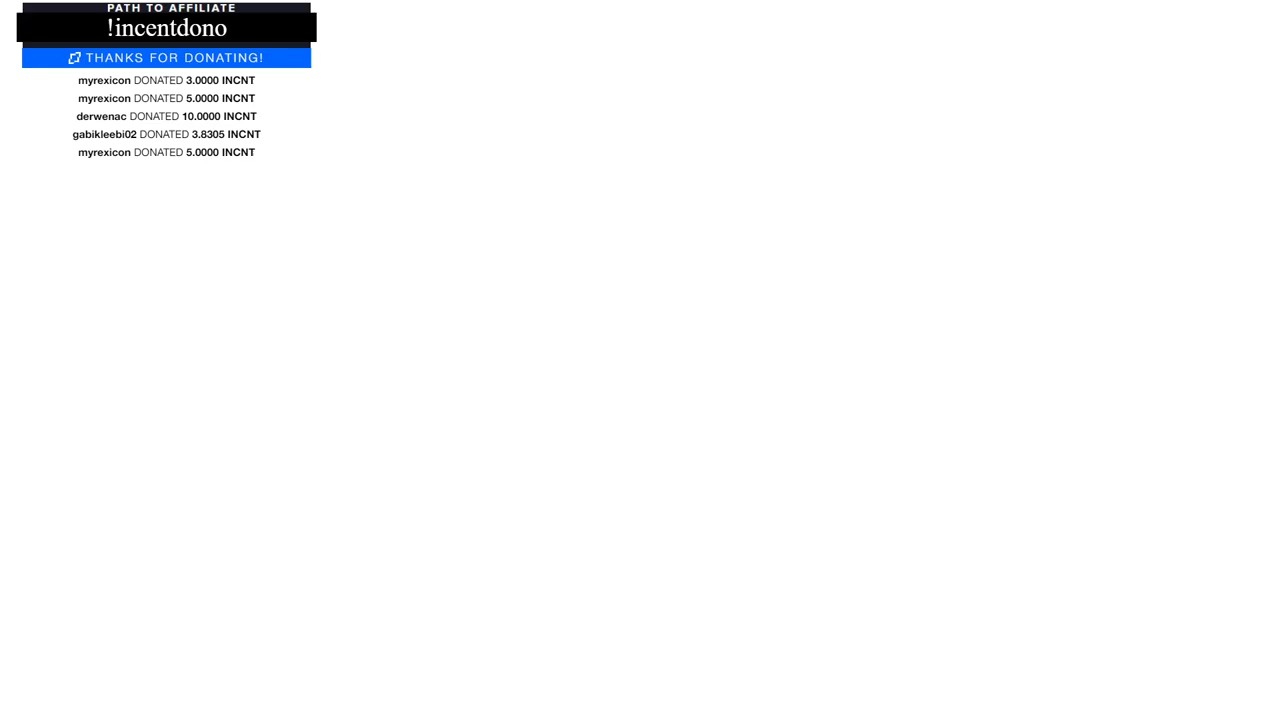 PATH TO AFFILIATE
!incentdono
THANKS FOR DONATING!
myrexicon DONATED 3.0000 INCNT
myrexicon DONATED 5.0000 INCNT
derwenac DONATED 10.0000 INCNT
gabikleebi02 DONATED 3.8305 INCNT
myrexicon DONATED 5.0000 INCNT